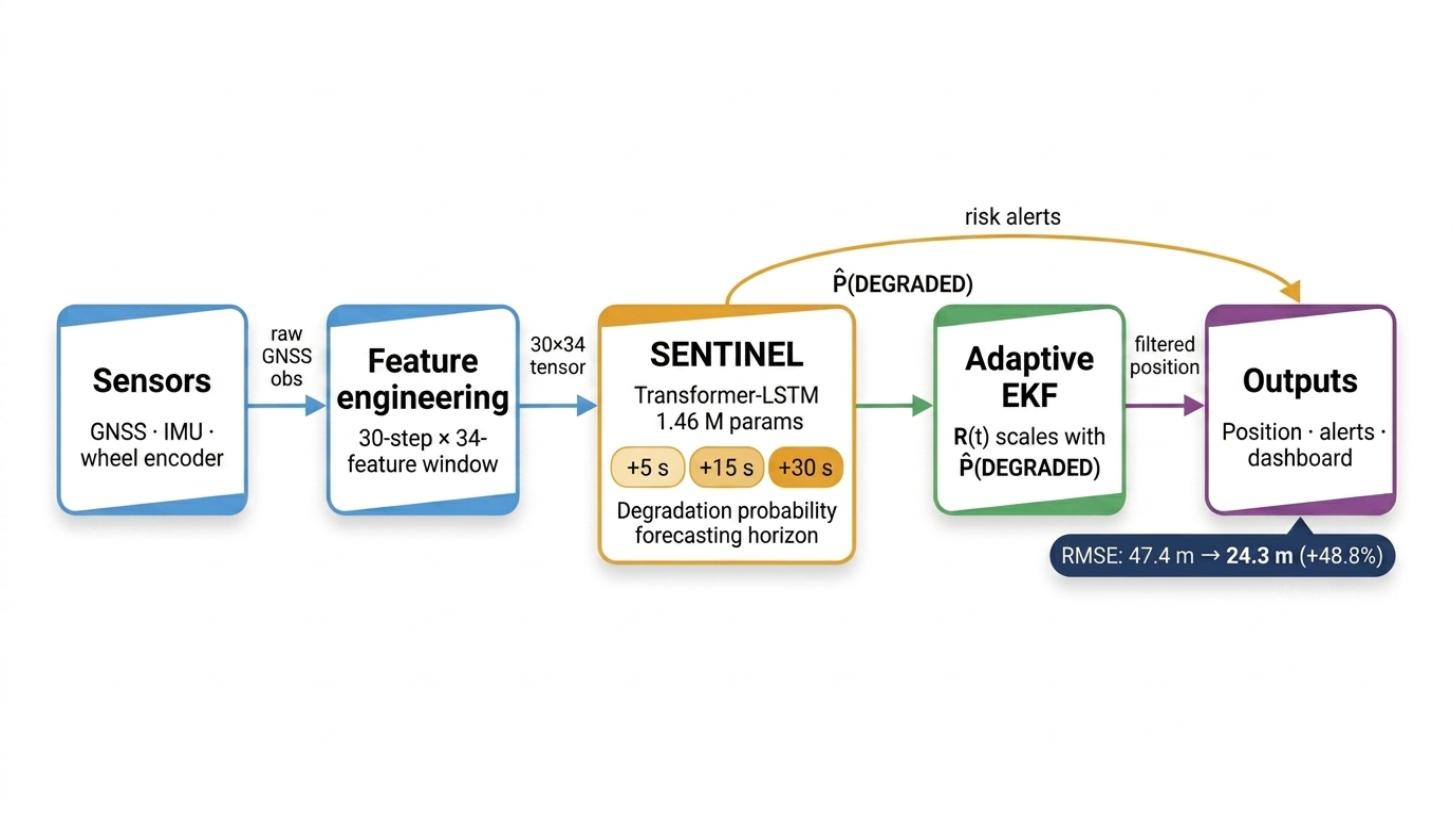 risk alerts
P̂(DEGRADED)
Sensors
GNSS · IMU ·
wheel encoder
raw
GNSS
obs
Feature
engineering
30-step × 34-
feature window
30×34
tensor
SENTINEL
Transformer-LSTM
1.46 M params
+5 s
+15 s
+30 s
Degradation probability
forecasting horizon
Adaptive
EKF
R(t) scales with
P̂(DEGRADED)
filtered
position
Outputs
Position · alerts ·
dashboard
RMSE: 47.4 m → 24.3 m (+48.8%)